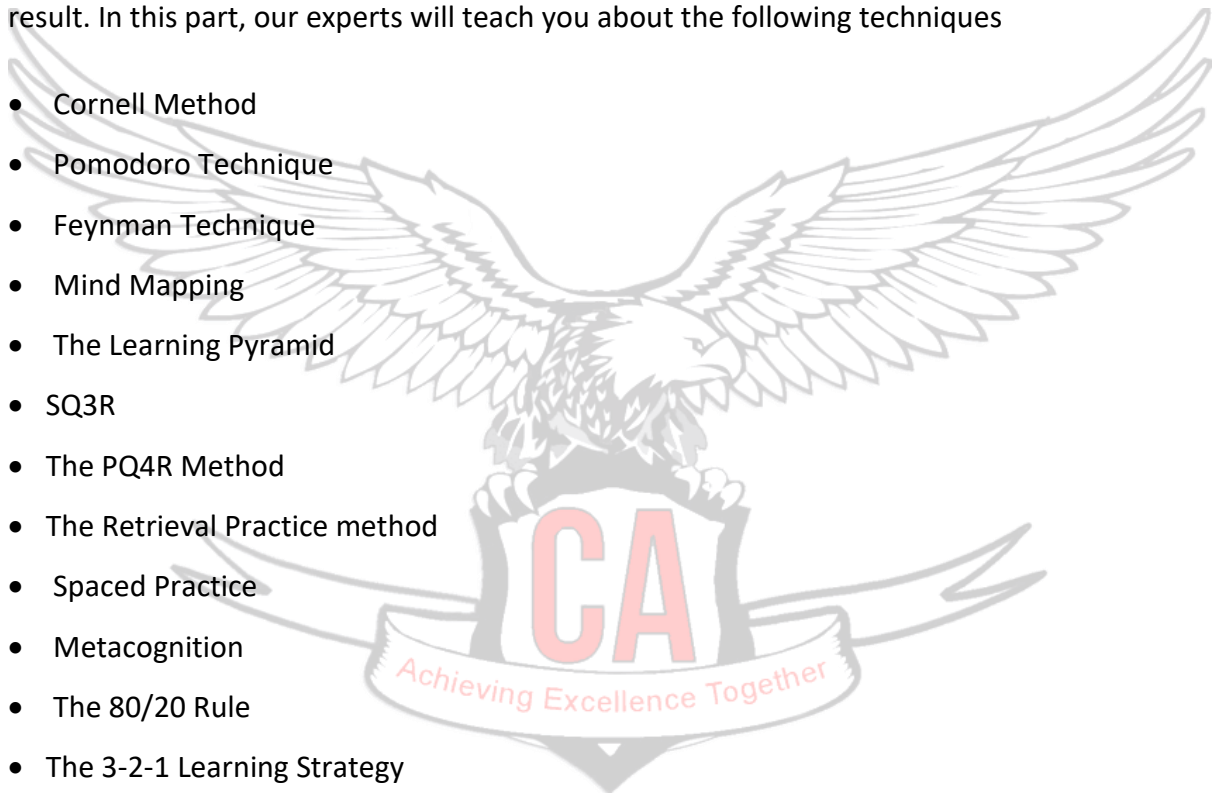 result. In this part, our experts will teach you about the following techniques
• Cornell Method
• Pomodoro Technique
• Feynman Technique
• Mind Mapping
• The Learning Pyramid
• SQ3R
• The PQ4R Method
• The Retrieval Practice method
• Spaced Practice
• Metacognition
• The 80/20 Rule
• The 3-2-1 Learning Strategy
CA
Achieving Excellence Together